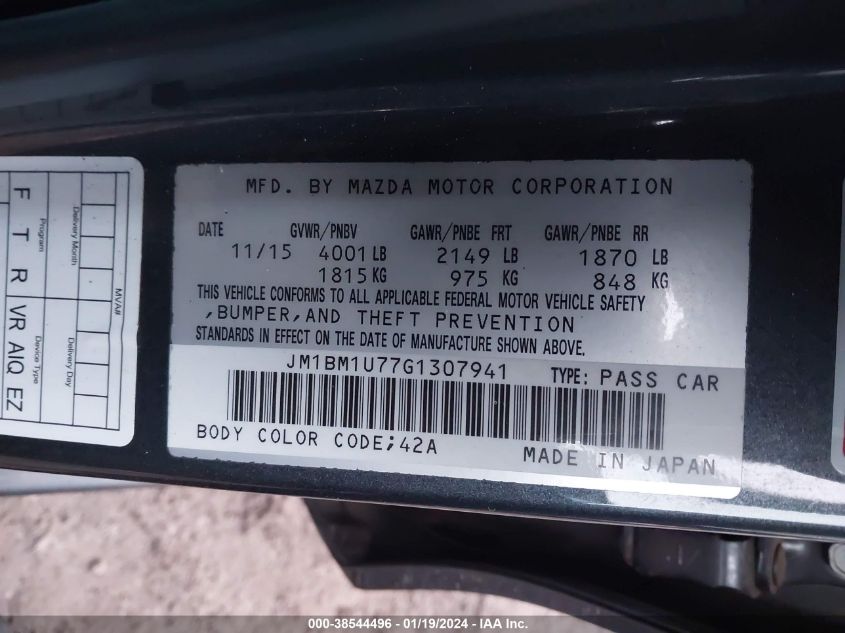 MFD. BY MAZDA MOTOR CORPORATION
DATE GVWR/PNBV GAWR/PNBE FRT GAWR/PNBE RR
11/15 4001 LB 2149 LB 1870 LB
1815 KG 975 KG 848 KG
THIS VEHICLE CONFORMS TO ALL APPLICABLE FEDERAL MOTOR VEHICLE SAFETY
,BUMPER,AND THEFT PREVENTION
STANDARDS IN EFFECT ON THE DATE OF MANUFACTURE SHOWN ABOVE.
JM1BM1U77G1307941 TYPE: PASS CAR
BODY COLOR CODE;42A
MADE IN JAPAN
MVA#
Delivery Month
Delivery Day
Program
Device Type
F T R VR AIQ EZ
000-38544496 - 01/19/2024 - IAA Inc.